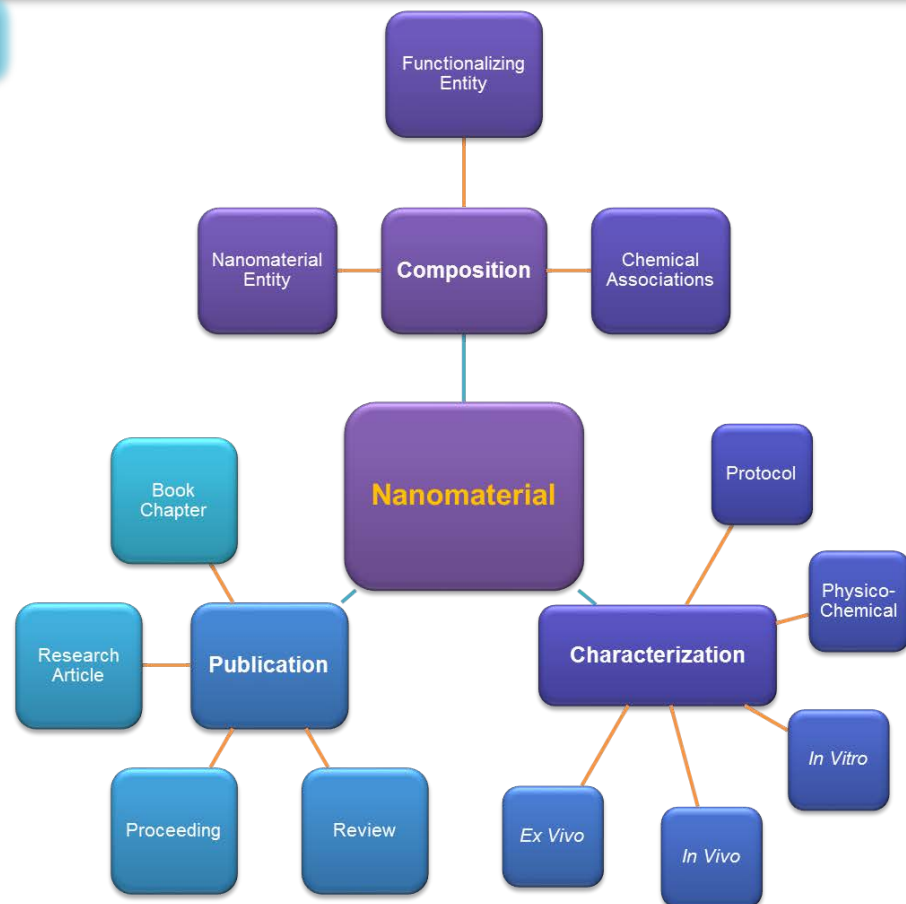 Functionalizing
Entity
Nanomaterial
Entity
Composition
Chemical
Associations
Nanomaterial
Book
Chapter
Research
Article
Publication
Proceeding
Review
Protocol
Physico-
Chemical
Characterization
In Vitro
In Vivo
Ex Vivo